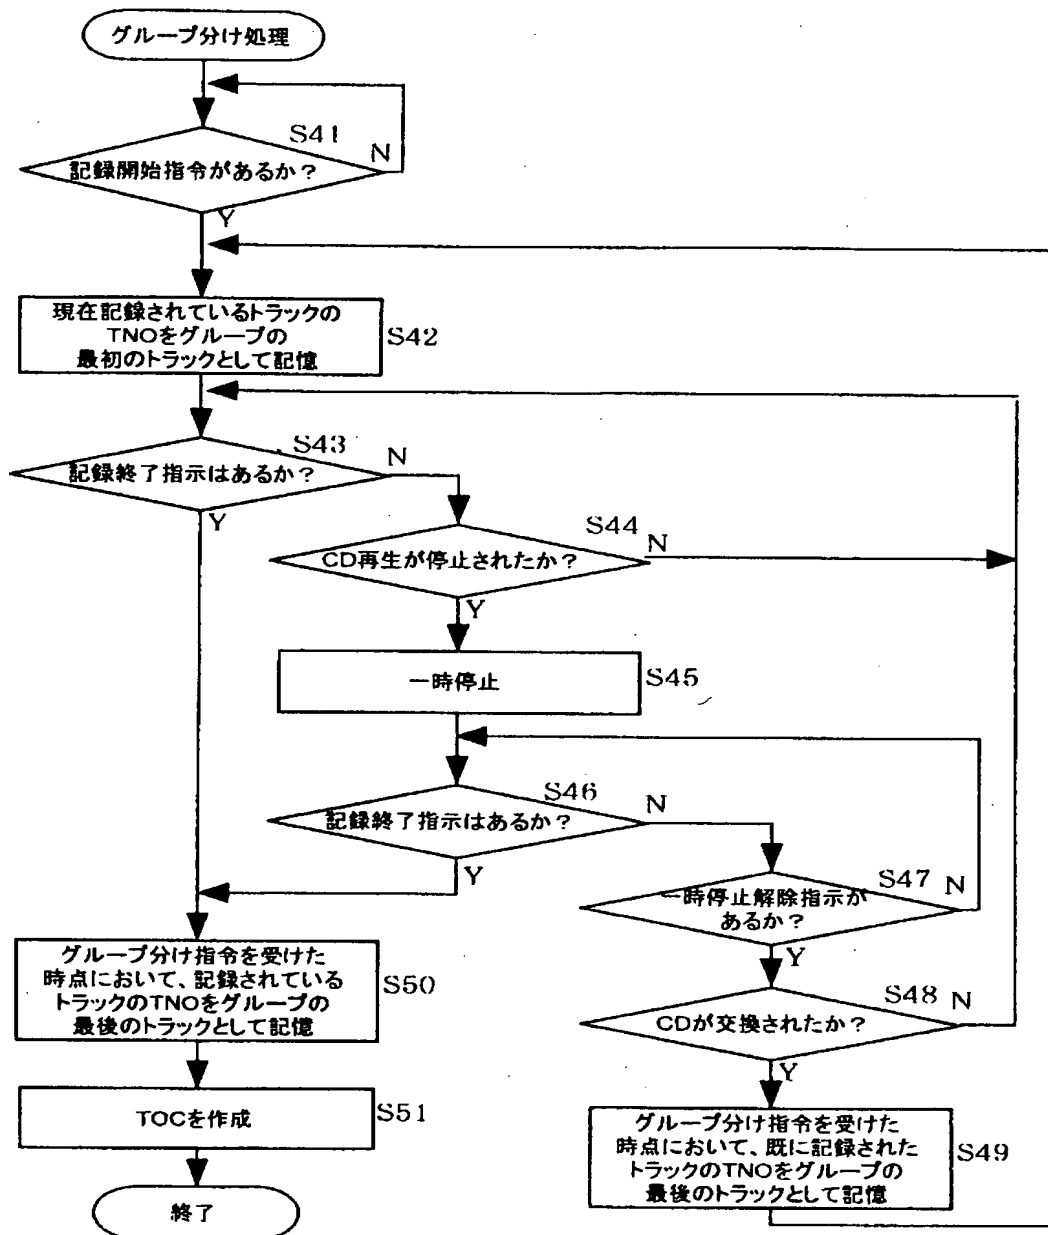 グループ分け処理
S41
記録開始指令があるか？
N
Y
現在記録されているトラックの
TNOをグループの
最初のトラックとして記憶
S42
S43
記録終了指示はあるか？
N
Y
S44
CD再生が停止されたか？
N
Y
一時停止
S45
S46
記録終了指示はあるか？
N
Y
S47
一時停止解除指示が
あるか？
N
Y
S48
CDが交換されたか？
N
Y
グループ分け指令を受けた
時点において、既に記録された
トラックのTNOをグループの
最後のトラックとして記憶
S49
グループ分け指令を受けた
時点において、記録されている
トラックのTNOをグループの
最後のトラックとして記憶
S50
TOCを作成
S51
終了